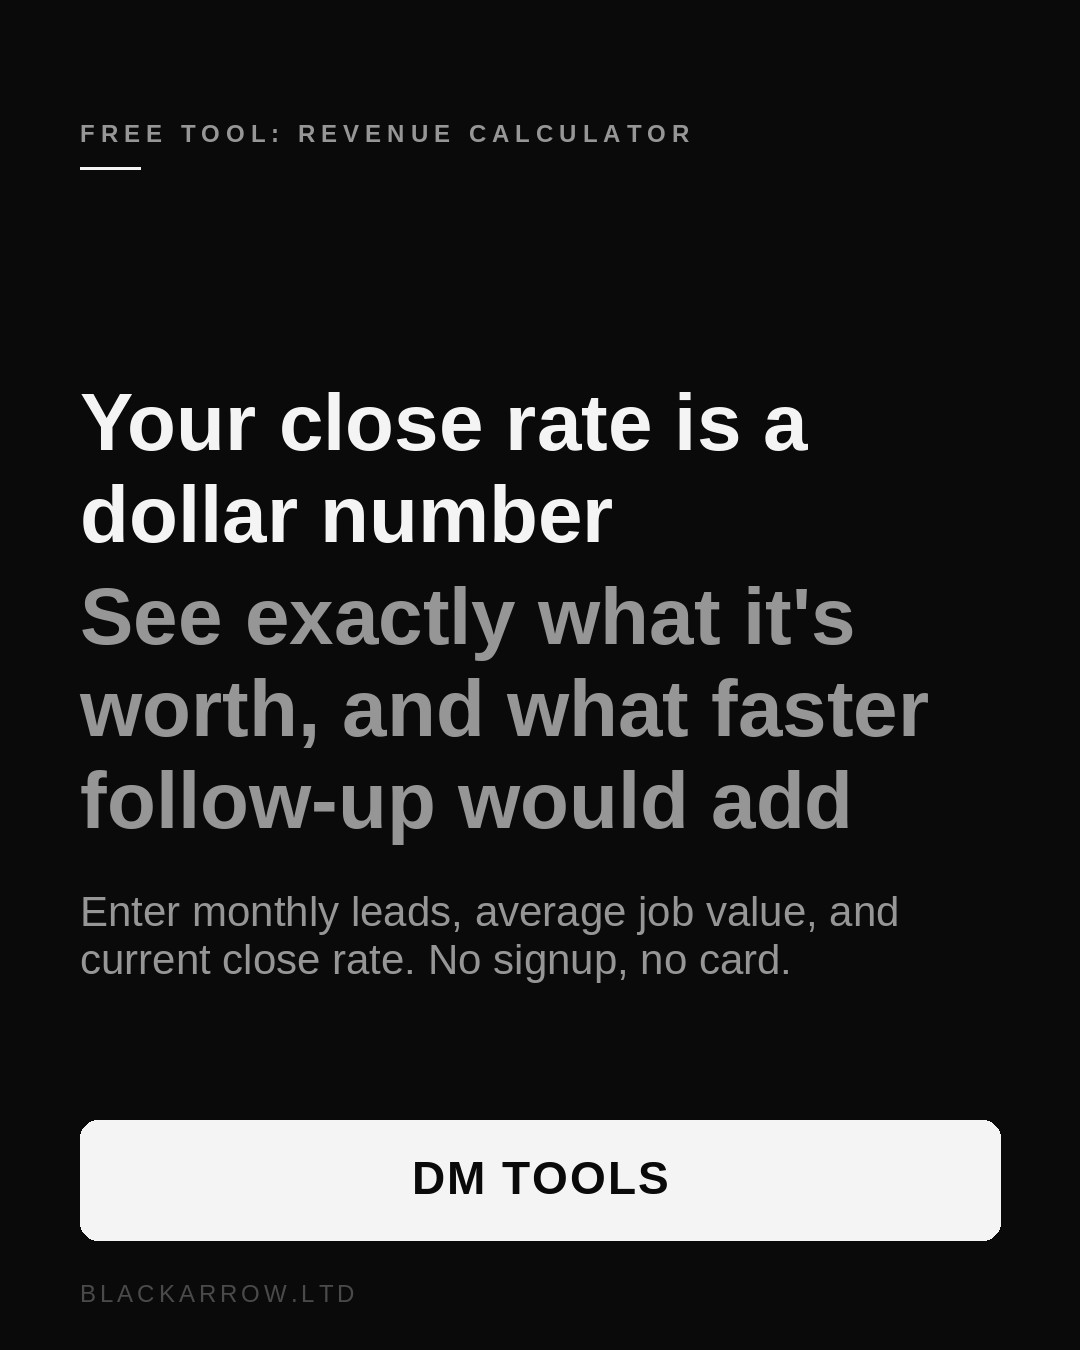 FREE TOOL: REVENUE CALCULATOR
Your close rate is a
dollar number
See exactly what it's
worth, and what faster
follow-up would add
Enter monthly leads, average job value, and
current close rate. No signup, no card.
DM TOOLS
BLACKARROW.LTD